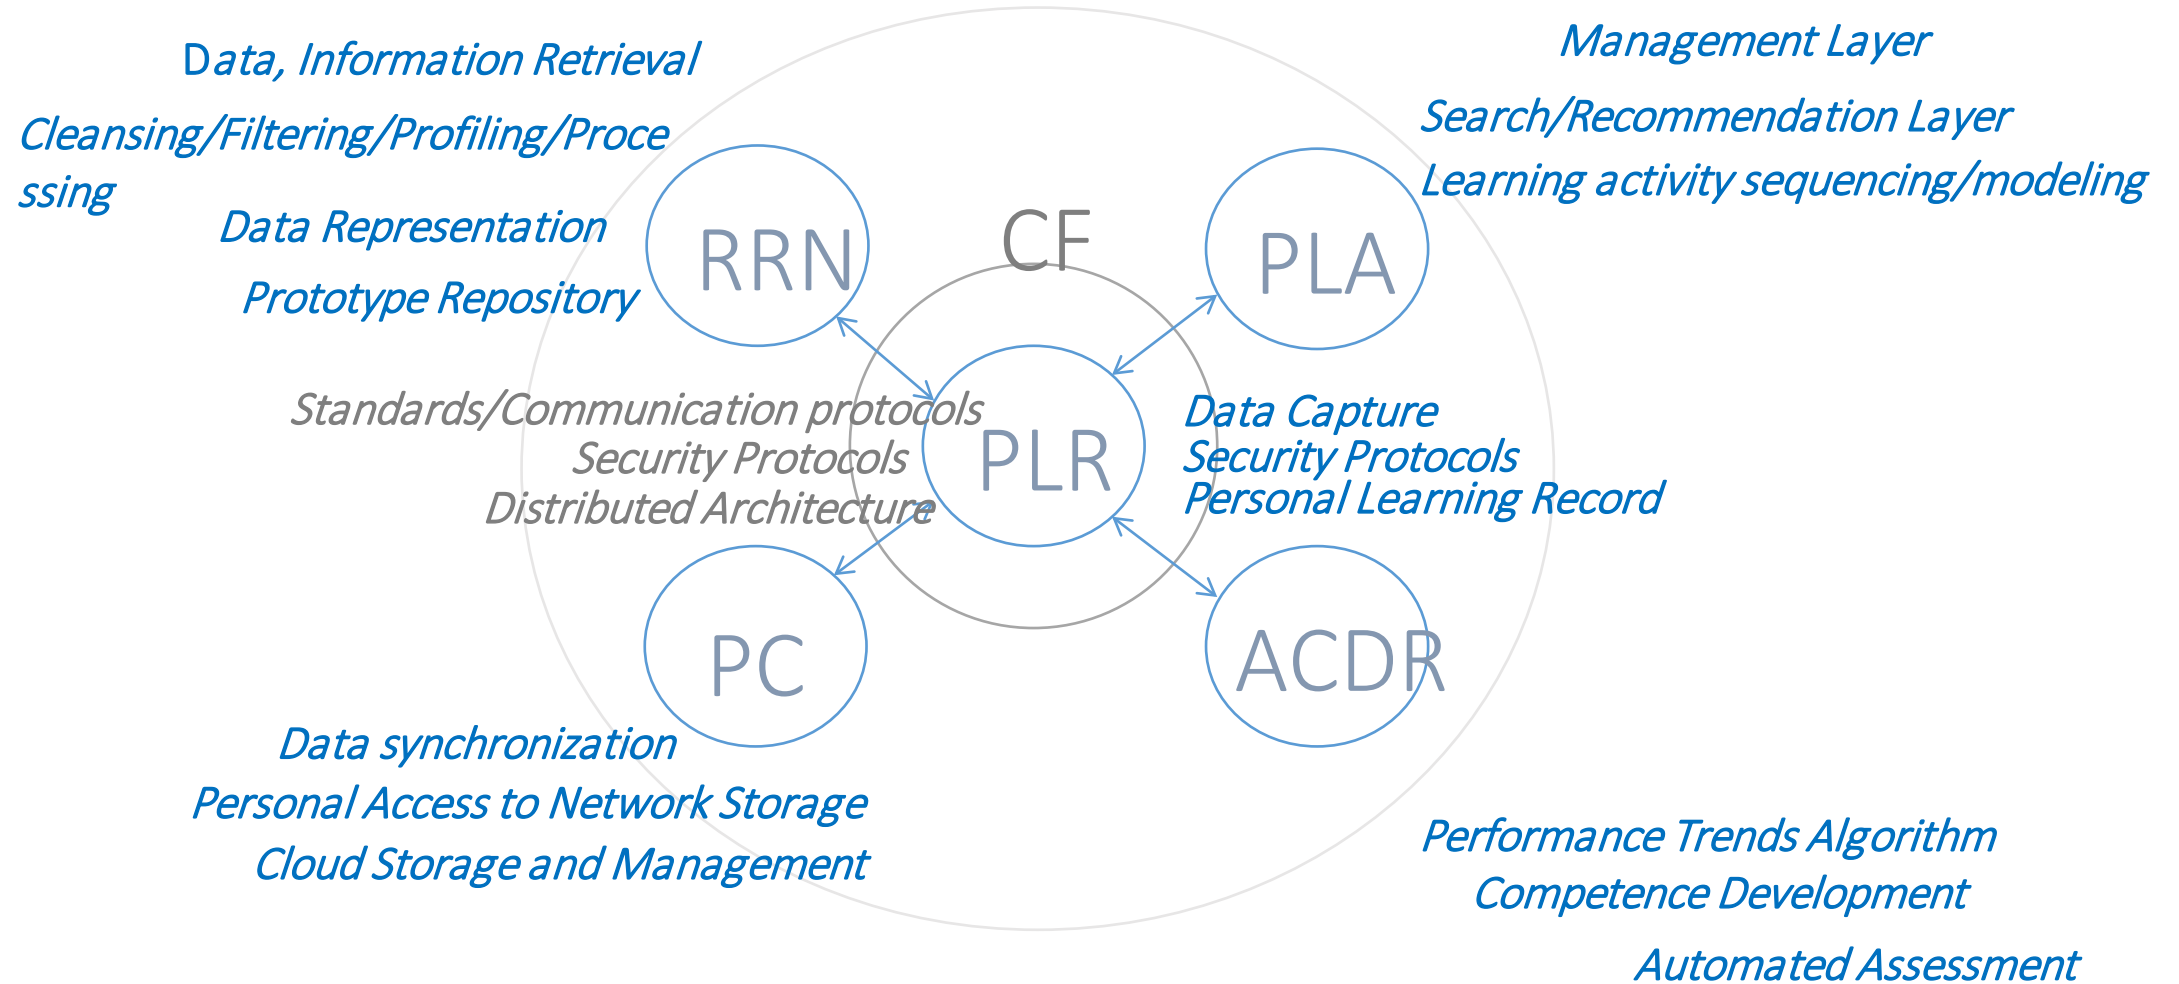 Data, Information Retrieval
Cleansing/Filtering/Profiling/Proce
ssing
Data Representation
Prototype Repository
Management Layer
Search/Recommendation Layer
Learning activity sequencing/modeling
RRN
CF
PLA
Standards/Communication protocols
Security Protocols
Distributed Architecture
PLR
Data Capture
Security Protocols
Personal Learning Record
PC
ACDR
Data synchronization
Personal Access to Network Storage
Cloud Storage and Management
Performance Trends Algorithm
Competence Development
Automated Assessment